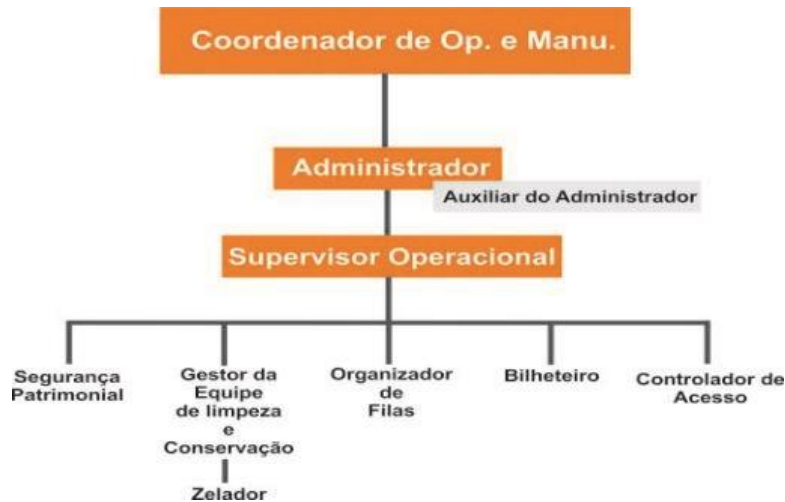 Coordenador de Op. e Manu.
Administrador
Auxiliar do Administrador
Supervisor Operacional
Segurança
Patrimonial
Gestor da
Equipe
de limpeza
e
Conservação
Zelador
Organizador
de
Filas
Bilheteiro
Controlador de
Acesso